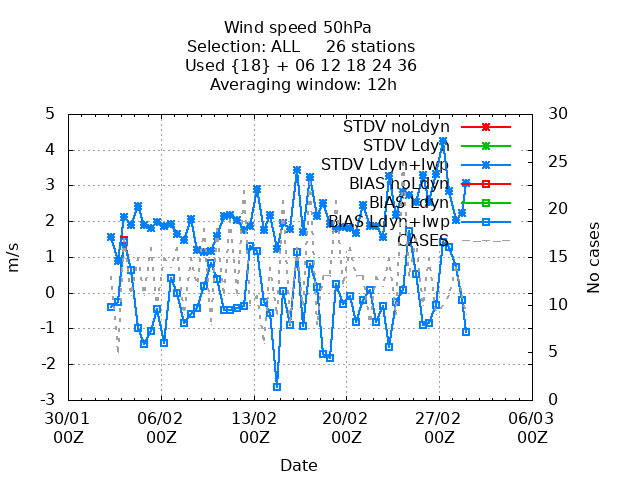 Wind speed 50hPa
Selection: ALL 26 stations
Used {18} + 06 12 18 24 36
Averaging window: 12h
5 30
STDV noLdyn
STDV Ldyn
4 25
STDV Ldyn+lwp
BIAS noLdyn
3
BIAS Ldyn
20
2
BIAS Ldyn+lwp
CASES
m/s
No cases
1 15
0 10
-1
-2 5
-3 0
30/01 06/02 13/02 20/02 27/02 06/03
00Z 00Z 00Z 00Z 00Z 00Z
Date